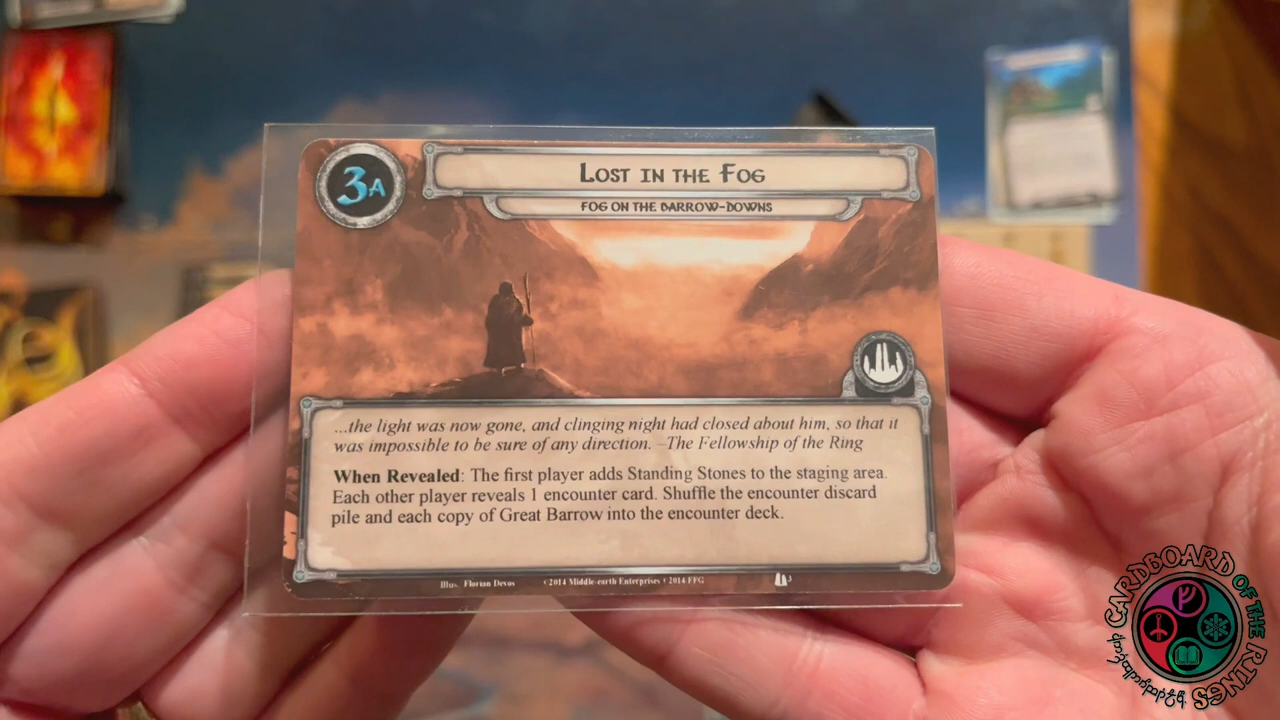 3A
LOST IN THE FOG
FOG ON THE BARROW-DOWNS
...the light was now gone, and clinging night had closed about him, so that it
was impossible to be sure of any direction. –The Fellowship of the Ring
When Revealed: The first player adds Standing Stones to the staging area.
Each other player reveals 1 encounter card. Shuffle the encounter discard
pile and each copy of Great Barrow into the encounter deck.
Illus. Florian Devos ©2014 Middle-earth Enterprises ©2014 FFG 3
CARDBOARD OF THE RINGS